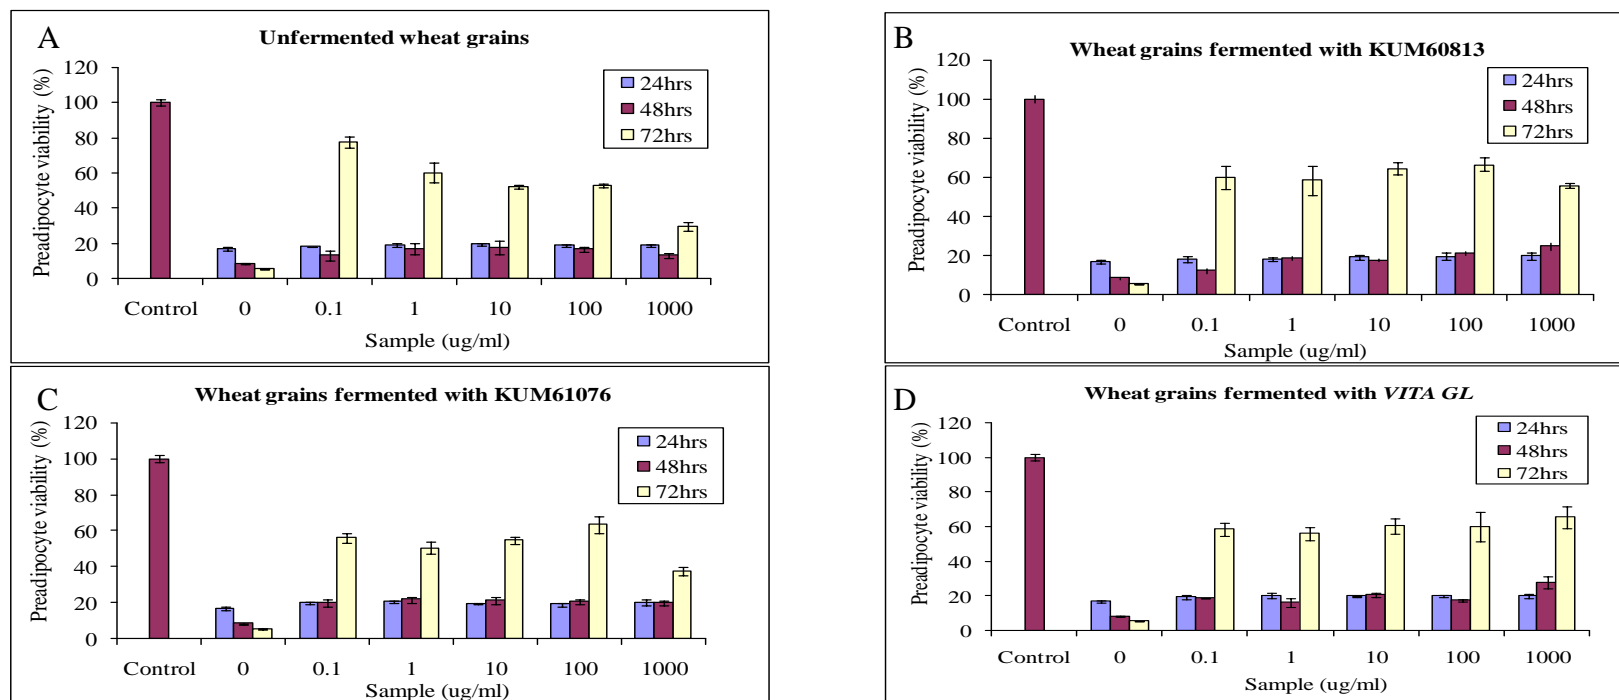 A
Unfermented wheat grains
Preadipocyte viability (%)
120
100
80
60
40
20
0
24hrs
48hrs
72hrs
Control 0 0.1 1 10 100 1000
Sample (ug/ml)
B
Wheat grains fermented with KUM60813
Preadipocyte viability (%)
120
100
80
60
40
20
0
24hrs
48hrs
72hrs
Control 0 0.1 1 10 100 1000
Sample (ug/ml)
C
Wheat grains fermented with KUM61076
Preadipocyte viability (%)
120
100
80
60
40
20
0
24hrs
48hrs
72hrs
Control 0 0.1 1 10 100 1000
Sample (ug/ml)
D
Wheat grains fermented with VITA GL
Preadipocyte viability (%)
120
100
80
60
40
20
0
24hrs
48hrs
72hrs
Control 0 0.1 1 10 100 1000
Sample (ug/ml)